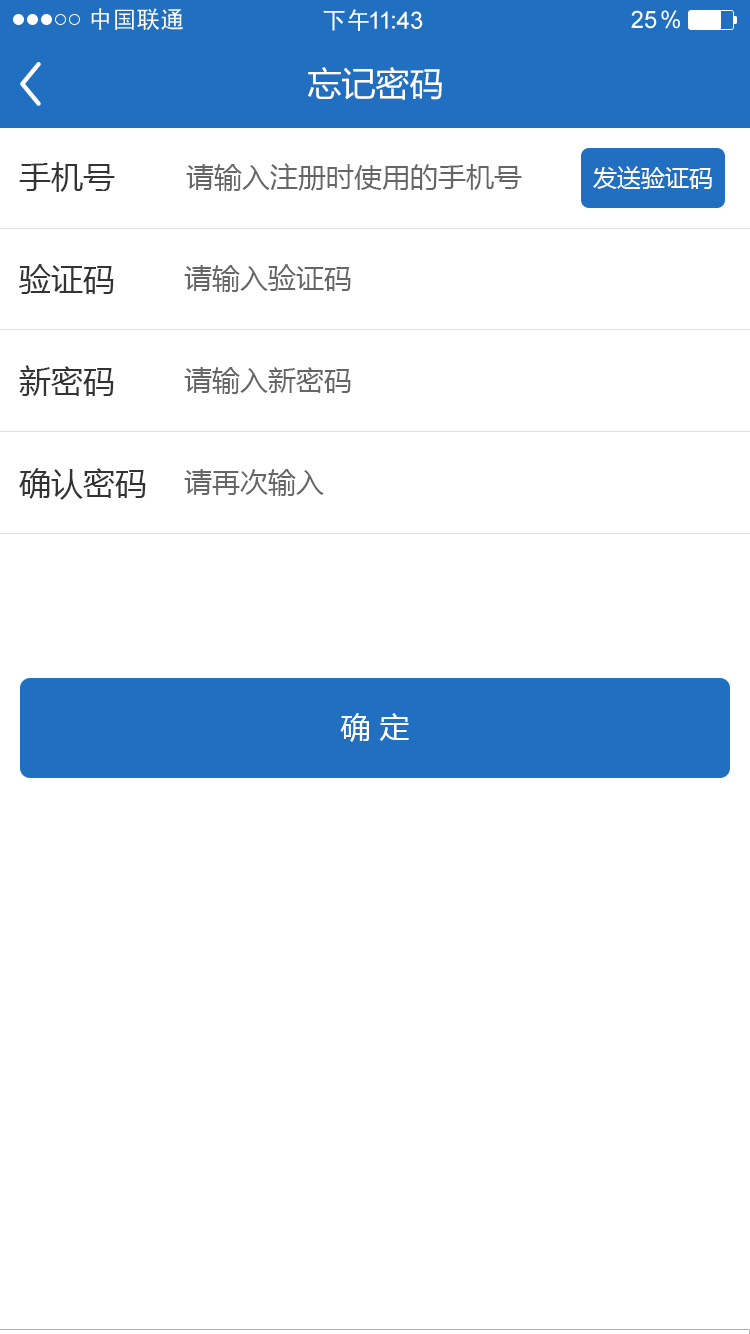 中国联通 下午11:43 25%
忘记密码
手机号 请输入注册时使用的手机号 发送验证码
验证码 请输入验证码
新密码 请输入新密码
确认密码 请再次输入
确 定